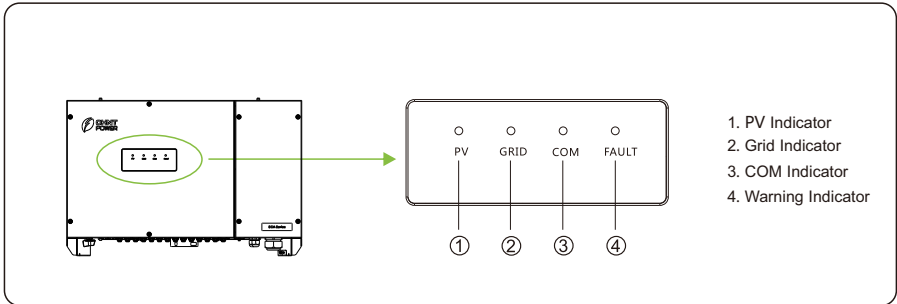 POWER
PV GRID COM FAULT
① ② ③ ④
1. PV Indicator
2. Grid Indicator
3. COM Indicator
4. Warning Indicator